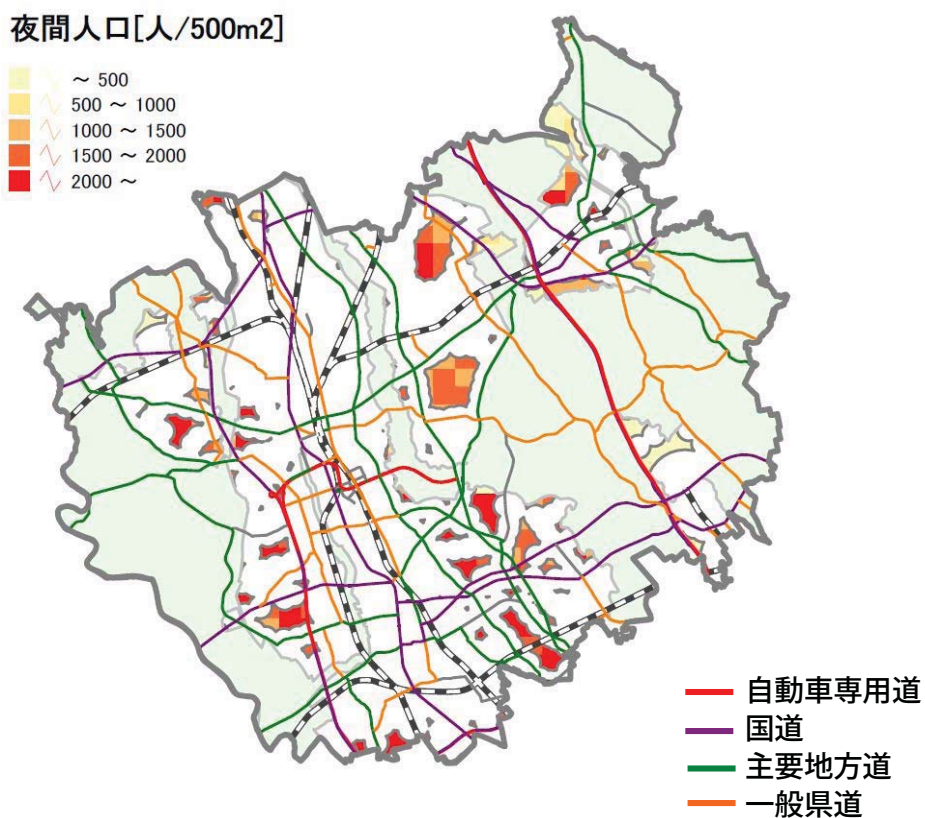 夜間人口[人/500m2]
～ 500
500 ～ 1000
1000 ～ 1500
1500 ～ 2000
2000 ～
自動車専用道
国道
主要地方道
一般県道